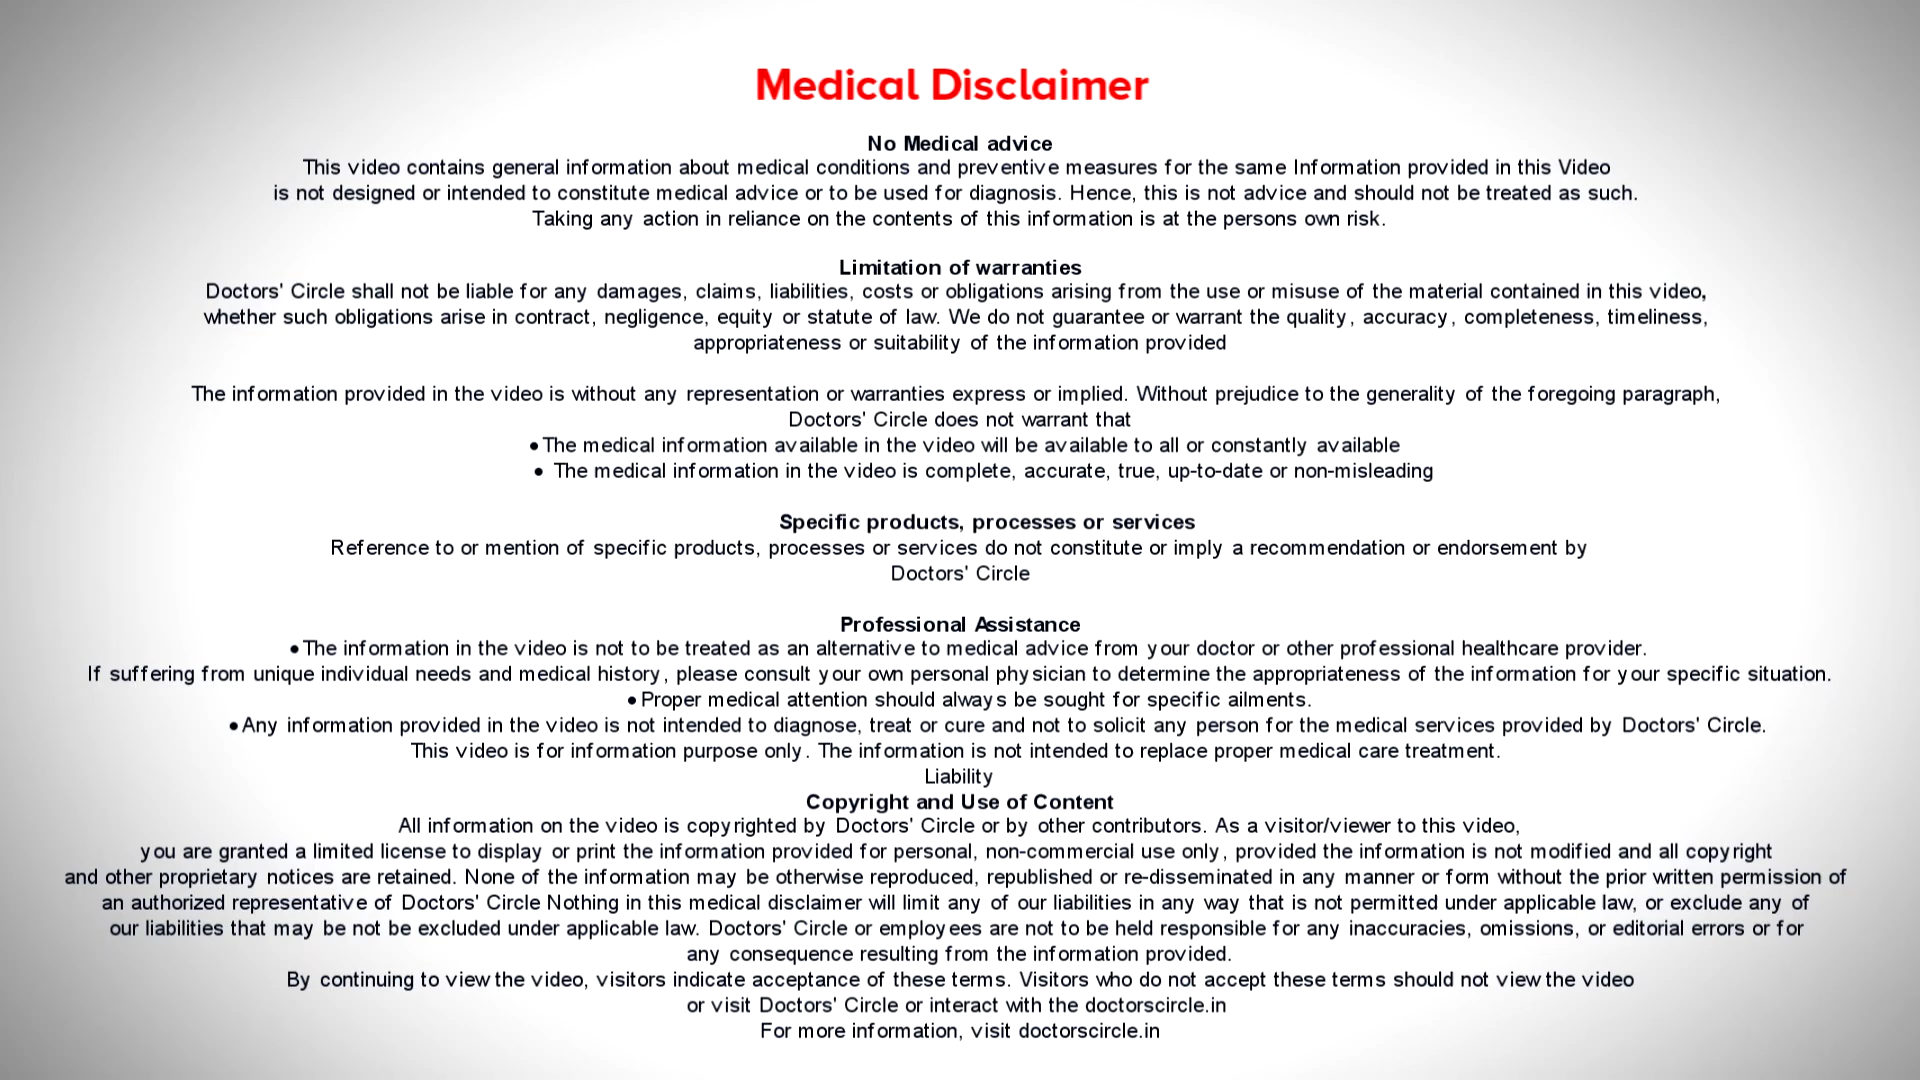 Medical Disclaimer
No Medical advice
This video contains general information about medical conditions and preventive measures for the same Information provided in this Video
is not designed or intended to constitute medical advice or to be used for diagnosis. Hence, this is not advice and should not be treated as such.
Taking any action in reliance on the contents of this information is at the persons own risk.
Limitation of warranties
Doctors' Circle shall not be liable for any damages, claims, liabilities, costs or obligations arising from the use or misuse of the material contained in this video,
whether such obligations arise in contract, negligence, equity or statute of law. We do not guarantee or warrant the quality, accuracy, completeness, timeliness,
appropriateness or suitability of the information provided
The information provided in the video is without any representation or warranties express or implied. Without prejudice to the generality of the foregoing paragraph,
Doctors' Circle does not warrant that
• The medical information available in the video will be available to all or constantly available
• The medical information in the video is complete, accurate, true, up-to-date or non-misleading
Specific products, processes or services
Reference to or mention of specific products, processes or services do not constitute or imply a recommendation or endorsement by
Doctors' Circle
Professional Assistance
• The information in the video is not to be treated as an alternative to medical advice from your doctor or other professional healthcare provider.
If suffering from unique individual needs and medical history, please consult your own personal physician to determine the appropriateness of the information for your specific situation.
• Proper medical attention should always be sought for specific ailments.
• Any information provided in the video is not intended to diagnose, treat or cure and not to solicit any person for the medical services provided by Doctors' Circle.
This video is for information purpose only. The information is not intended to replace proper medical care treatment.
Liability
Copyright and Use of Content
All information on the video is copyrighted by Doctors' Circle or by other contributors. As a visitor/viewer to this video,
you are granted a limited license to display or print the information provided for personal, non-commercial use only, provided the information is not modified and all copyright
and other proprietary notices are retained. None of the information may be otherwise reproduced, republished or re-disseminated in any manner or form without the prior written permission of
an authorized representative of Doctors' Circle Nothing in this medical disclaimer will limit any of our liabilities in any way that is not permitted under applicable law, or exclude any of
our liabilities that may be not be excluded under applicable law. Doctors' Circle or employees are not to be held responsible for any inaccuracies, omissions, or editorial errors or for
any consequence resulting from the information provided.
By continuing to view the video, visitors indicate acceptance of these terms. Visitors who do not accept these terms should not view the video
or visit Doctors' Circle or interact with the doctorscircle.in
For more information, visit doctorscircle.in